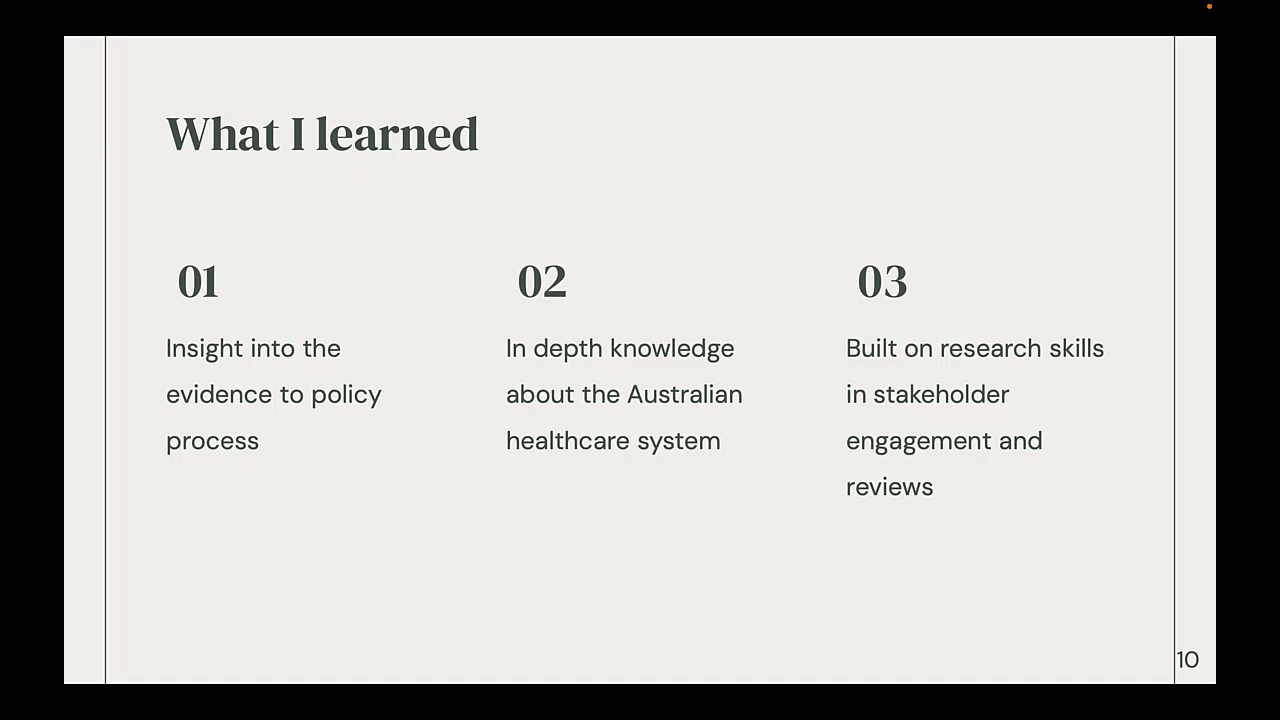 What I learned
01
Insight into the
evidence to policy
process
02
In depth knowledge
about the Australian
healthcare system
03
Built on research skills
in stakeholder
engagement and
reviews
10